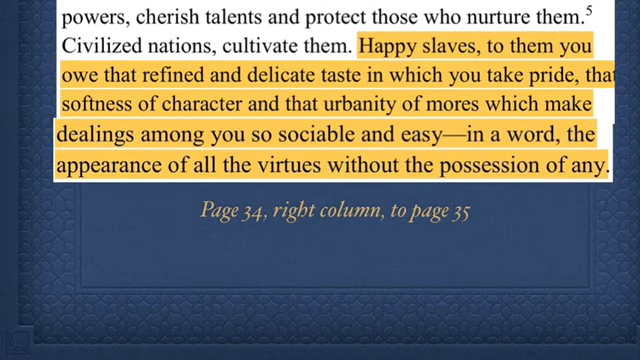 powers, cherish talents and protect those who nurture them.5
Civilized nations, cultivate them. Happy slaves, to them you
owe that refined and delicate taste in which you take pride, that
softness of character and that urbanity of mores which make
dealings among you so sociable and easy—in a word, the
appearance of all the virtues without the possession of any.
Page 34, right column, to page 35